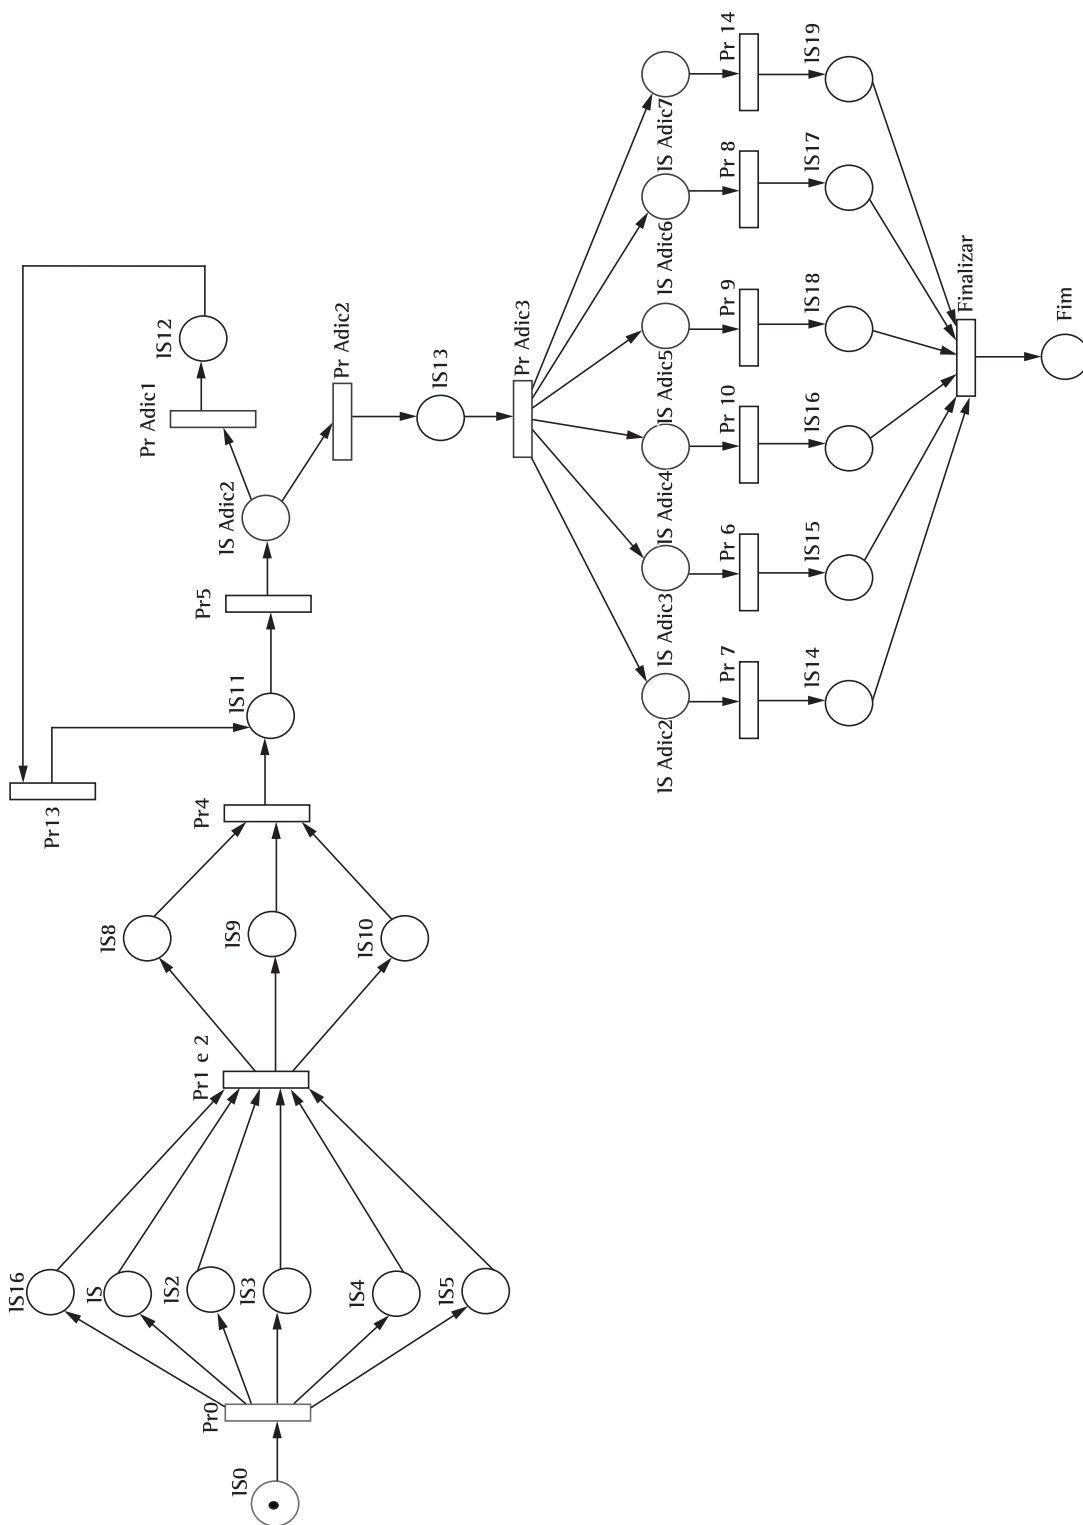 IS0
Pr0
IS16
IS
IS2
IS3
IS4
IS5
Pr1 e 2
IS8
IS9
IS10
Pr4
Pr13
IS11
Pr5
IS Adic2
Pr Adic1
IS12
Pr Adic2
IS13
Pr Adic3
IS Adic7
IS Adic6
IS Adic5
IS Adic4
IS Adic3
IS Adic2
Pr 14
Pr 8
Pr 9
Pr 10
Pr 6
Pr 7
IS19
IS17
IS18
IS16
IS15
IS14
Finalizar
Fim